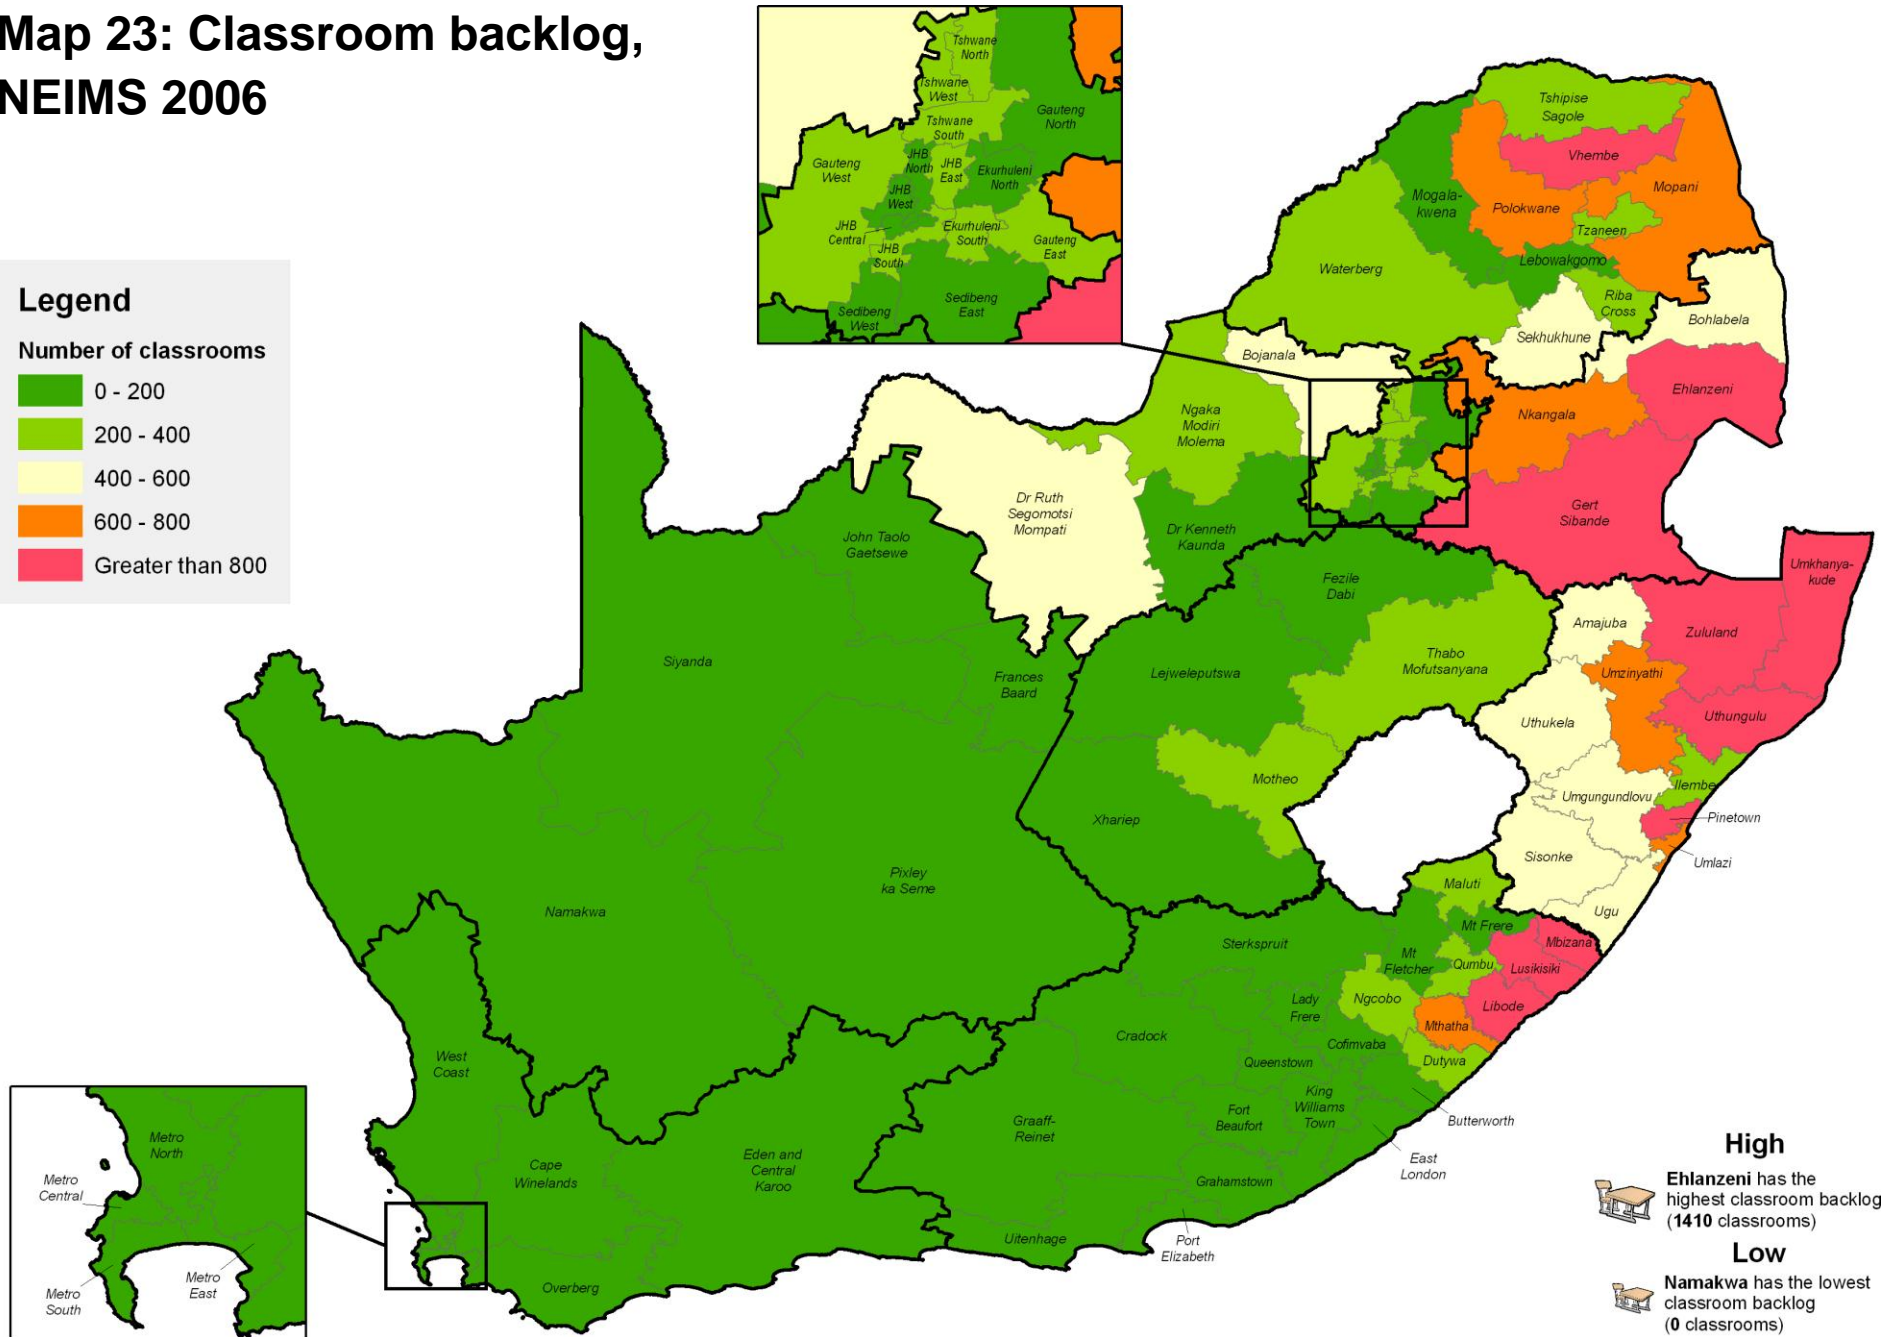 Map 23: Classroom backlog,
NEIMS 2006
Legend
Number of classrooms
0 - 200
200 - 400
400 - 600
600 - 800
Greater than 800
Tshwane
North
Tshwane
West
Tshwane
South
Gauteng
North
Gauteng
West
JHB
North
JHB
East
Ekurhuleni
North
JHB
West
JHB
Central
Ekurhuleni
South
JHB
South
Gauteng
East
Sedibeng
West
Sedibeng
East
Tshipise
Sagole
Vhembe
Mopani
Mogala-
kwena
Polokwane
Tzaneen
Lebowakgomo
Waterberg
Riba
Cross
Sekhukhune
Bohlabela
Bojanala
Ehlanzeni
Nkangala
Ngaka
Modiri
Molema
Gert
Sibande
Dr Ruth
Segomotsi
Mompati
Dr Kenneth
Kaunda
John Taolo
Gaetsewe
Umkhanya-
kude
Fezile
Dabi
Amajuba
Zululand
Siyanda
Frances
Baard
Lejweleputswa
Thabo
Mofutsanyana
Umzinyathi
Uthukela
Uthungulu
Motheo
Ilembe
Umgungundlovu
Pinetown
Xhariep
Sisonke
Umlazi
Pixley
ka Seme
Namakwa
Maluti
Ugu
Mt Frere
Mbizana
Sterkspruit
Mt
Fletcher
Qumbu
Lusikisiki
Lady
Frere
Ngcobo
Libode
Mthatha
Cradock
Cofimvaba
Dutywa
Queenstown
West
Coast
King
Williams
Town
Fort
Beaufort
Graaff-
Reinet
Butterworth
East
London
Cape
Winelands
Eden and
Central
Karoo
Grahamstown
Uitenhage
Port
Elizabeth
Overberg
Metro
North
Metro
Central
Metro
East
Metro
South
High
Ehlanzeni has the
highest classroom backlog
(1410 classrooms)
Low
Namakwa has the lowest
classroom backlog
(0 classrooms)